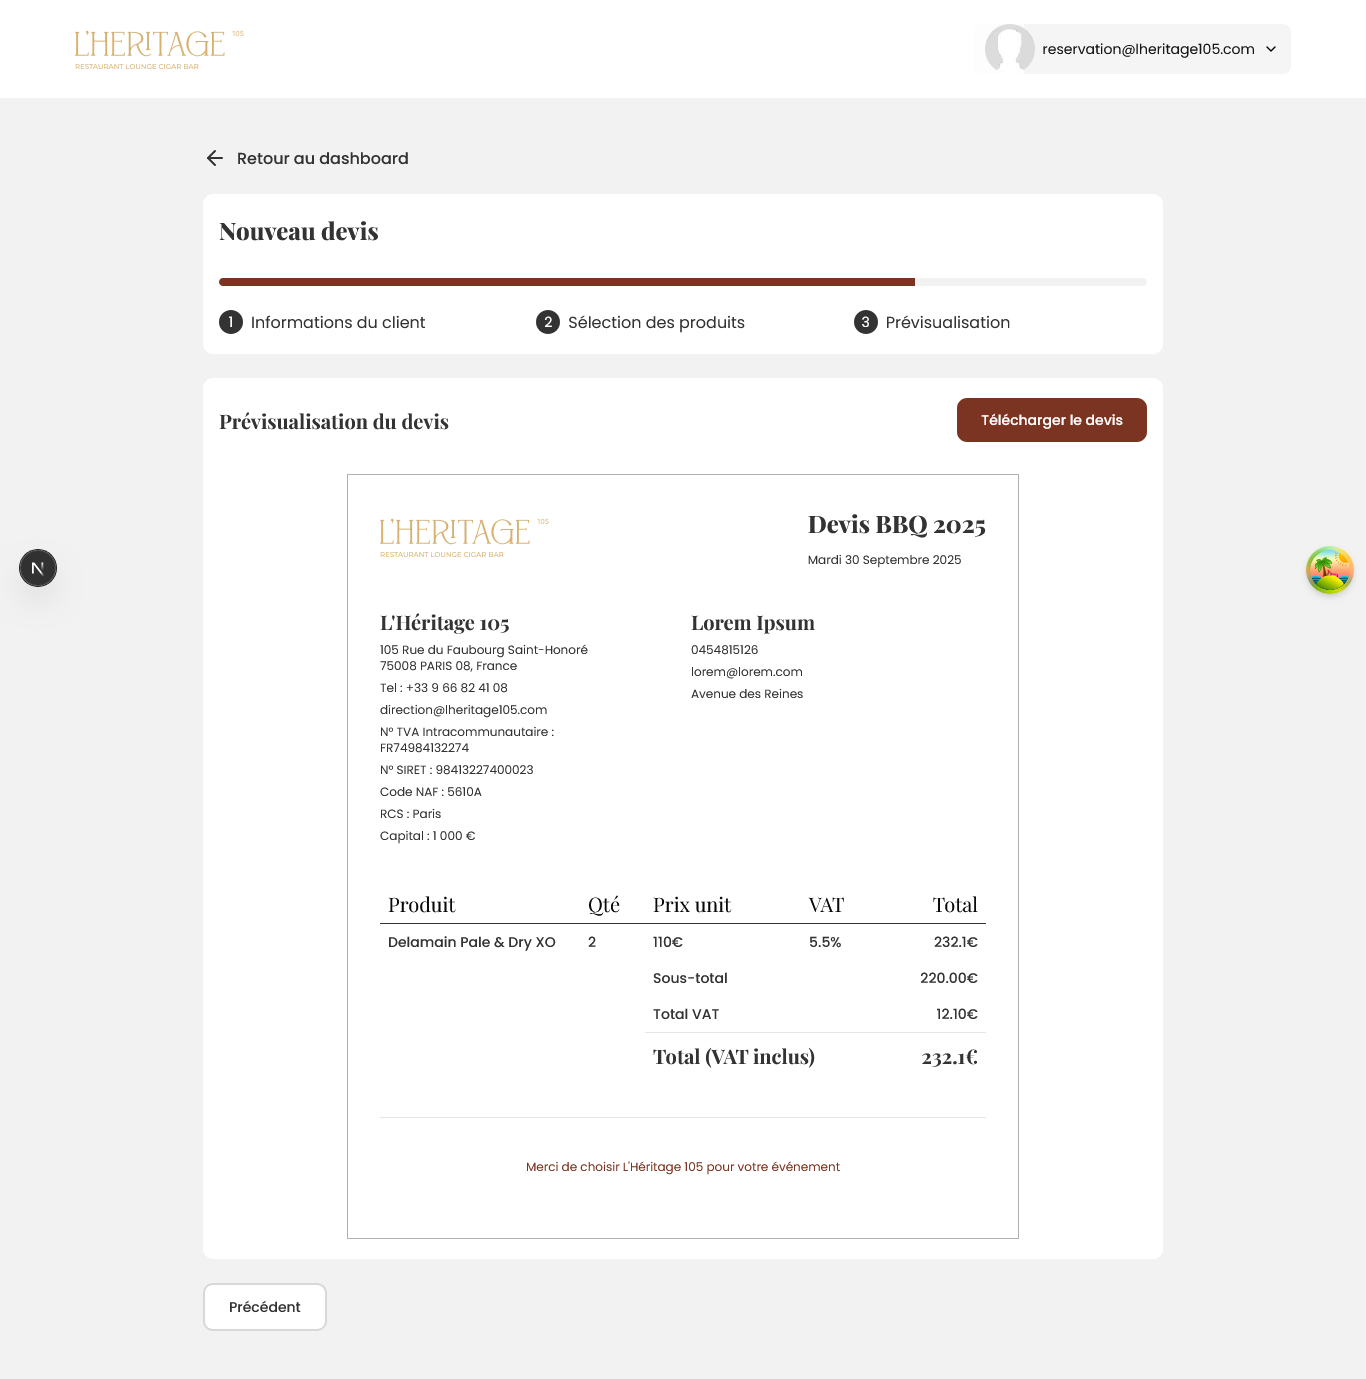 L'HERITAGE 105
RESTAURANT LOUNGE CIGAR BAR
reservation@lheritage105.com
Retour au dashboard
Nouveau devis
1 Informations du client
2 Sélection des produits
3 Prévisualisation
Prévisualisation du devis
Télécharger le devis
L'HERITAGE 105
RESTAURANT LOUNGE CIGAR BAR
Devis BBQ 2025
Mardi 30 Septembre 2025
L'Héritage 105
105 Rue du Faubourg Saint-Honoré
75008 PARIS 08, France
Tel : +33 9 66 82 41 08
direction@lheritage105.com
N° TVA Intracommunautaire :
FR74984132274
N° SIRET : 98413227400023
Code NAF : 5610A
RCS : Paris
Capital : 1 000 €
Lorem Ipsum
0454815126
lorem@lorem.com
Avenue des Reines
Produit Qté Prix unit VAT Total
Delamain Pale & Dry XO 2 110€ 5.5% 232.1€
Sous-total 220.00€
Total VAT 12.10€
Total (VAT inclus) 232.1€
Merci de choisir L'Héritage 105 pour votre événement
Précédent
N